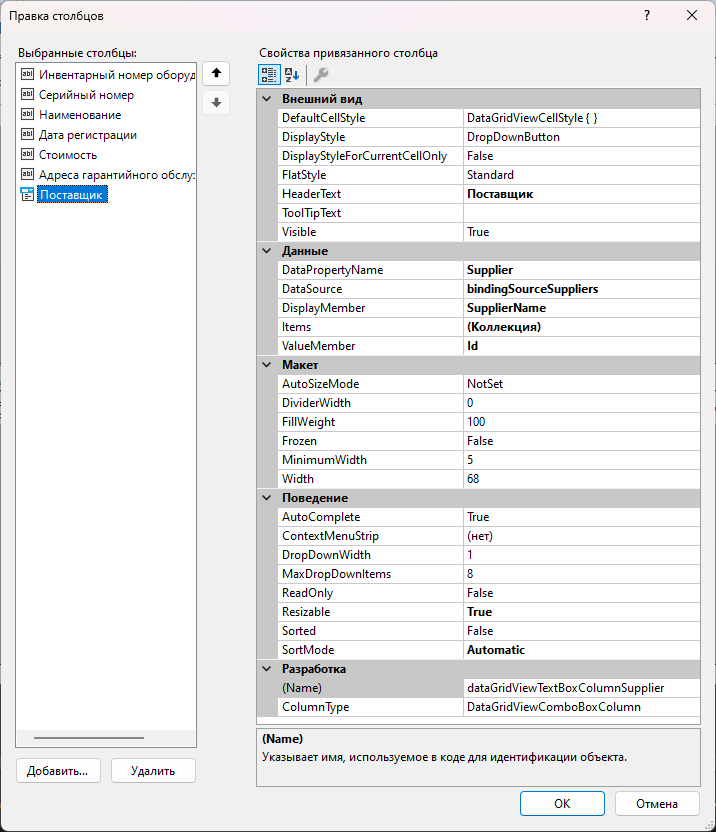 Правка столбцов
?
Выбранные столбцы:
Инвентарный номер оборуд
Серийный номер
Наименование
Дата регистрации
Стоимость
Адреса гарантийного обслу:
Поставщик
Добавить...
Удалить
Свойства привязанного столбца
Внешний вид
DefaultCellStyle DataGridViewCellStyle { }
DisplayStyle DropDownButton
DisplayStyleForCurrentCellOnly False
FlatStyle Standard
HeaderText Поставщик
ToolTipText
Visible True
Данные
DataPropertyName Supplier
DataSource bindingSourceSuppliers
DisplayMember SupplierName
Items (Коллекция)
ValueMember Id
Макет
AutoSizeMode NotSet
DividerWidth 0
FillWeight 100
Frozen False
MinimumWidth 5
Width 68
Поведение
AutoComplete True
ContextMenuStrip (нет)
DropDownWidth 1
MaxDropDownItems 8
ReadOnly False
Resizable True
Sorted False
SortMode Automatic
Разработка
(Name) dataGridViewTextBoxColumnSupplier
ColumnType DataGridViewComboBoxColumn
(Name)
Указывает имя, используемое в коде для идентификации объекта.
OK
Отмена